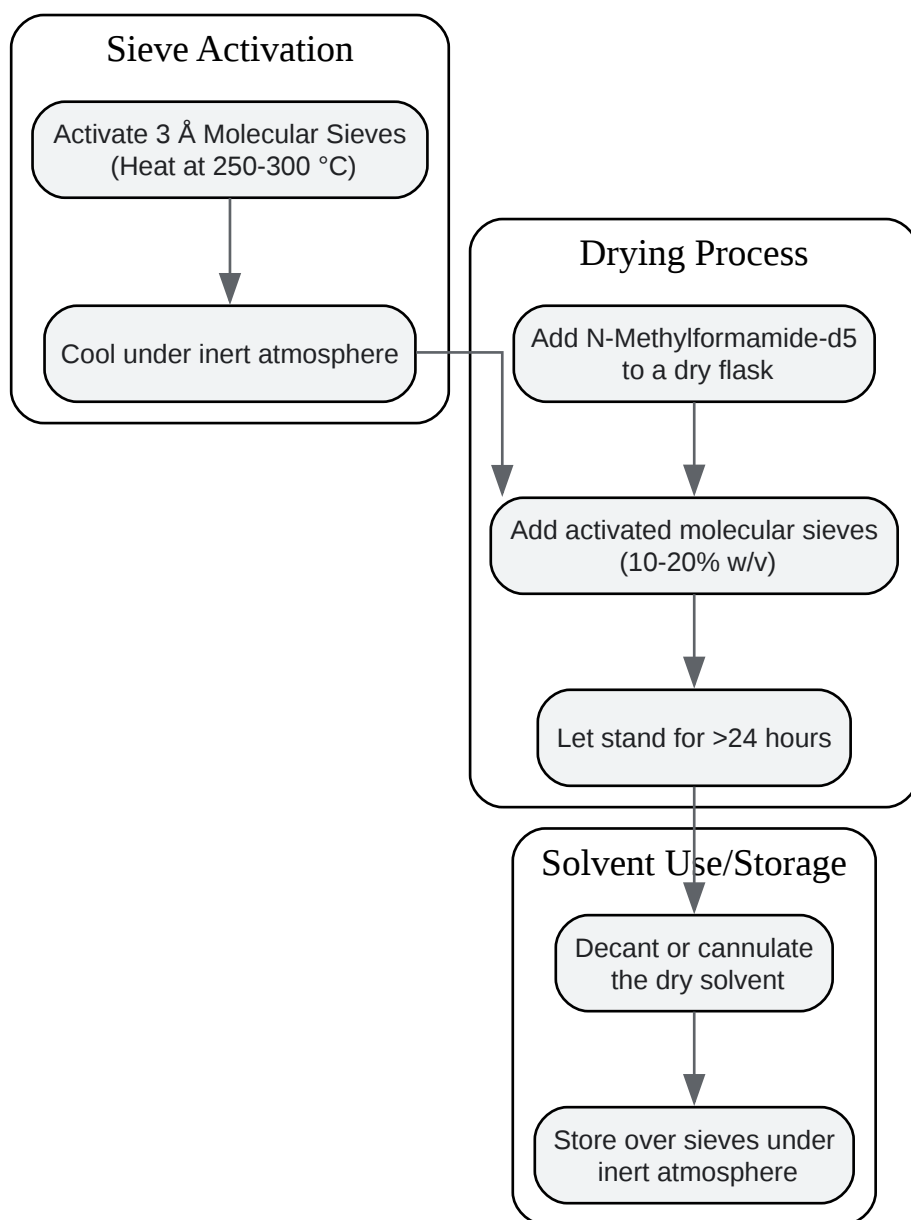 Sieve Activation
Activate 3 Å Molecular Sieves
(Heat at 250-300 °C)
Cool under inert atmosphere
Drying Process
Add N-Methylformamide-d5
to a dry flask
Add activated molecular sieves
(10-20% w/v)
Let stand for >24 hours
Solvent Use/Storage
Decant or cannulate
the dry solvent
Store over sieves under
inert atmosphere